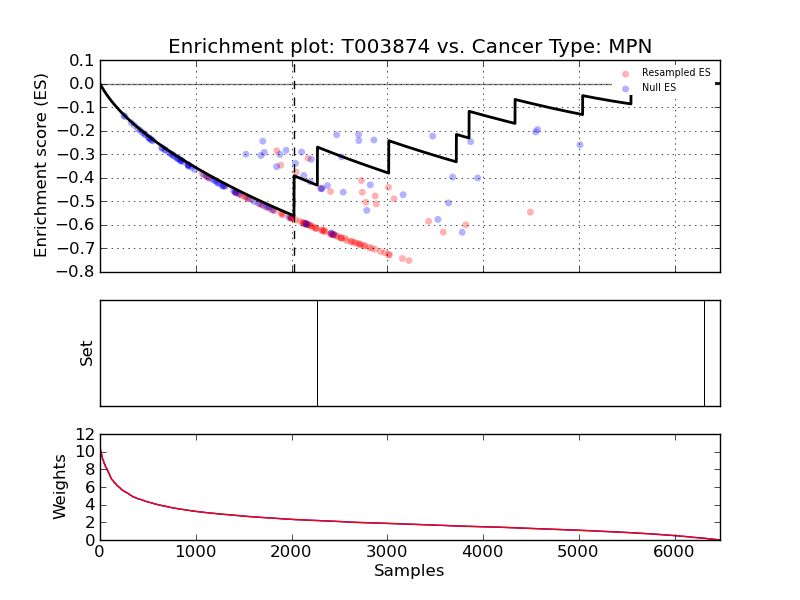 Enrichment plot: T003874 vs. Cancer Type: MPN
Enrichment score (ES)
0.1
0.0
−0.1
−0.2
−0.3
−0.4
−0.5
−0.6
−0.7
−0.8
Resampled ES
Null ES
Set
Weights
12
10
8
6
4
2
0
0 1000 2000 3000 4000 5000 6000
Samples